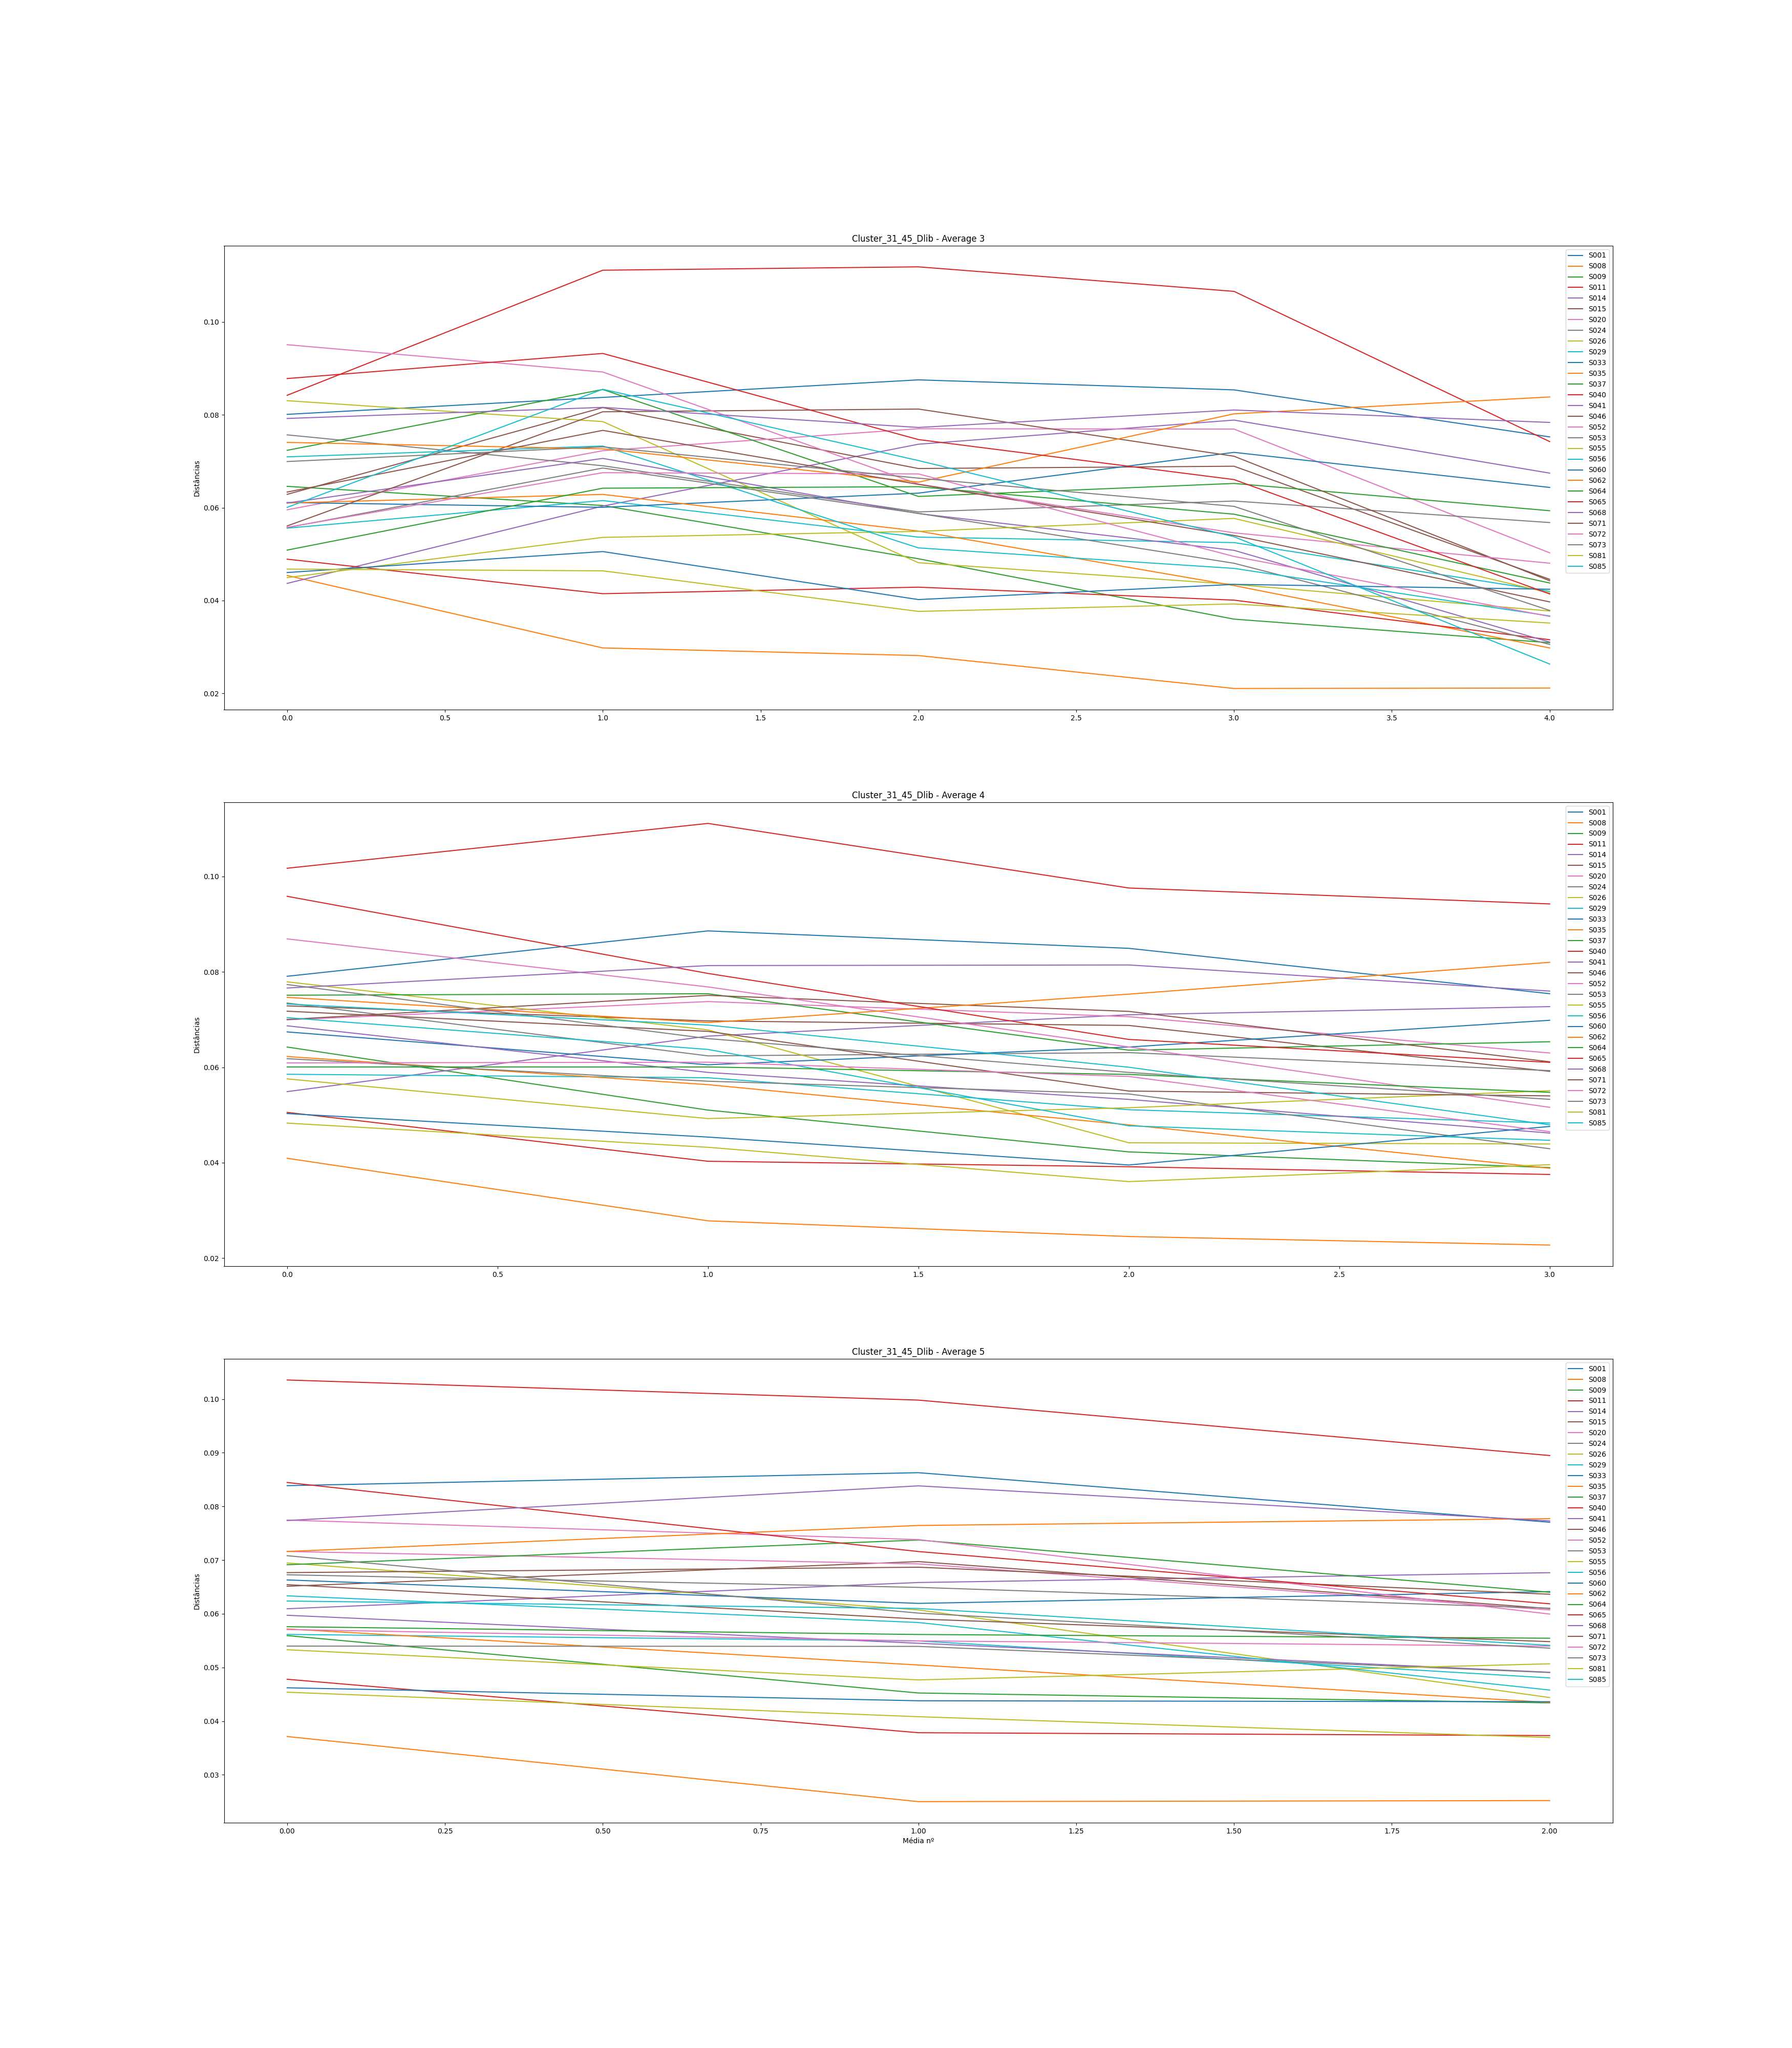 Cluster_31_45_Dlib - Average 3
Distâncias
0.10
0.08
0.06
0.04
0.02
0.0
0.5
1.0
1.5
2.0
2.5
3.0
3.5
4.0
S001
S008
S009
S011
S014
S015
S020
S024
S026
S029
S033
S035
S037
S040
S041
S046
S052
S053
S055
S056
S060
S062
S064
S065
S068
S071
S072
S073
S081
S085
Cluster_31_45_Dlib - Average 4
Distâncias
0.10
0.08
0.06
0.04
0.02
0.0
0.5
1.0
1.5
2.0
2.5
3.0
S001
S008
S009
S011
S014
S015
S020
S024
S026
S029
S033
S035
S037
S040
S041
S046
S052
S053
S055
S056
S060
S062
S064
S065
S068
S071
S072
S073
S081
S085
Cluster_31_45_Dlib - Average 5
Distâncias
0.10
0.09
0.08
0.07
0.06
0.05
0.04
0.03
0.00
0.25
0.50
0.75
1.00
1.25
1.50
1.75
2.00
Média nº
S001
S008
S009
S011
S014
S015
S020
S024
S026
S029
S033
S035
S037
S040
S041
S046
S052
S053
S055
S056
S060
S062
S064
S065
S068
S071
S072
S073
S081
S085